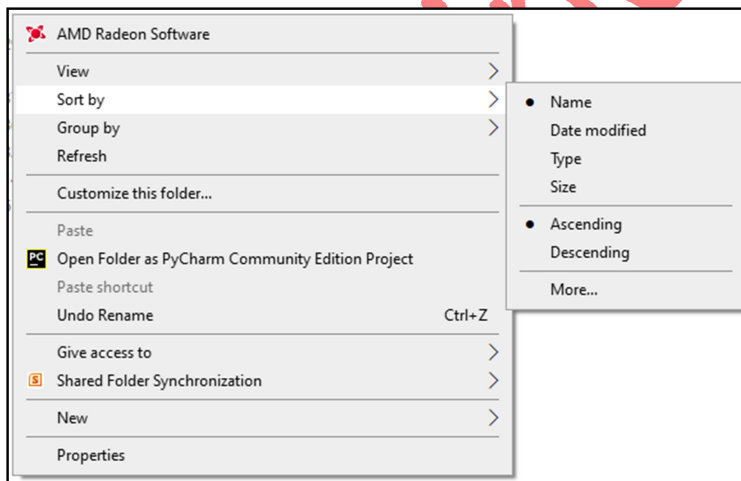 AMD Radeon Software
View
Sort by
Group by
Refresh
Customize this folder...
Paste
PC Open Folder as PyCharm Community Edition Project
Paste shortcut
Undo Rename Ctrl+Z
Give access to
S Shared Folder Synchronization
New
Properties
Name
Date modified
Type
Size
Ascending
Descending
More...